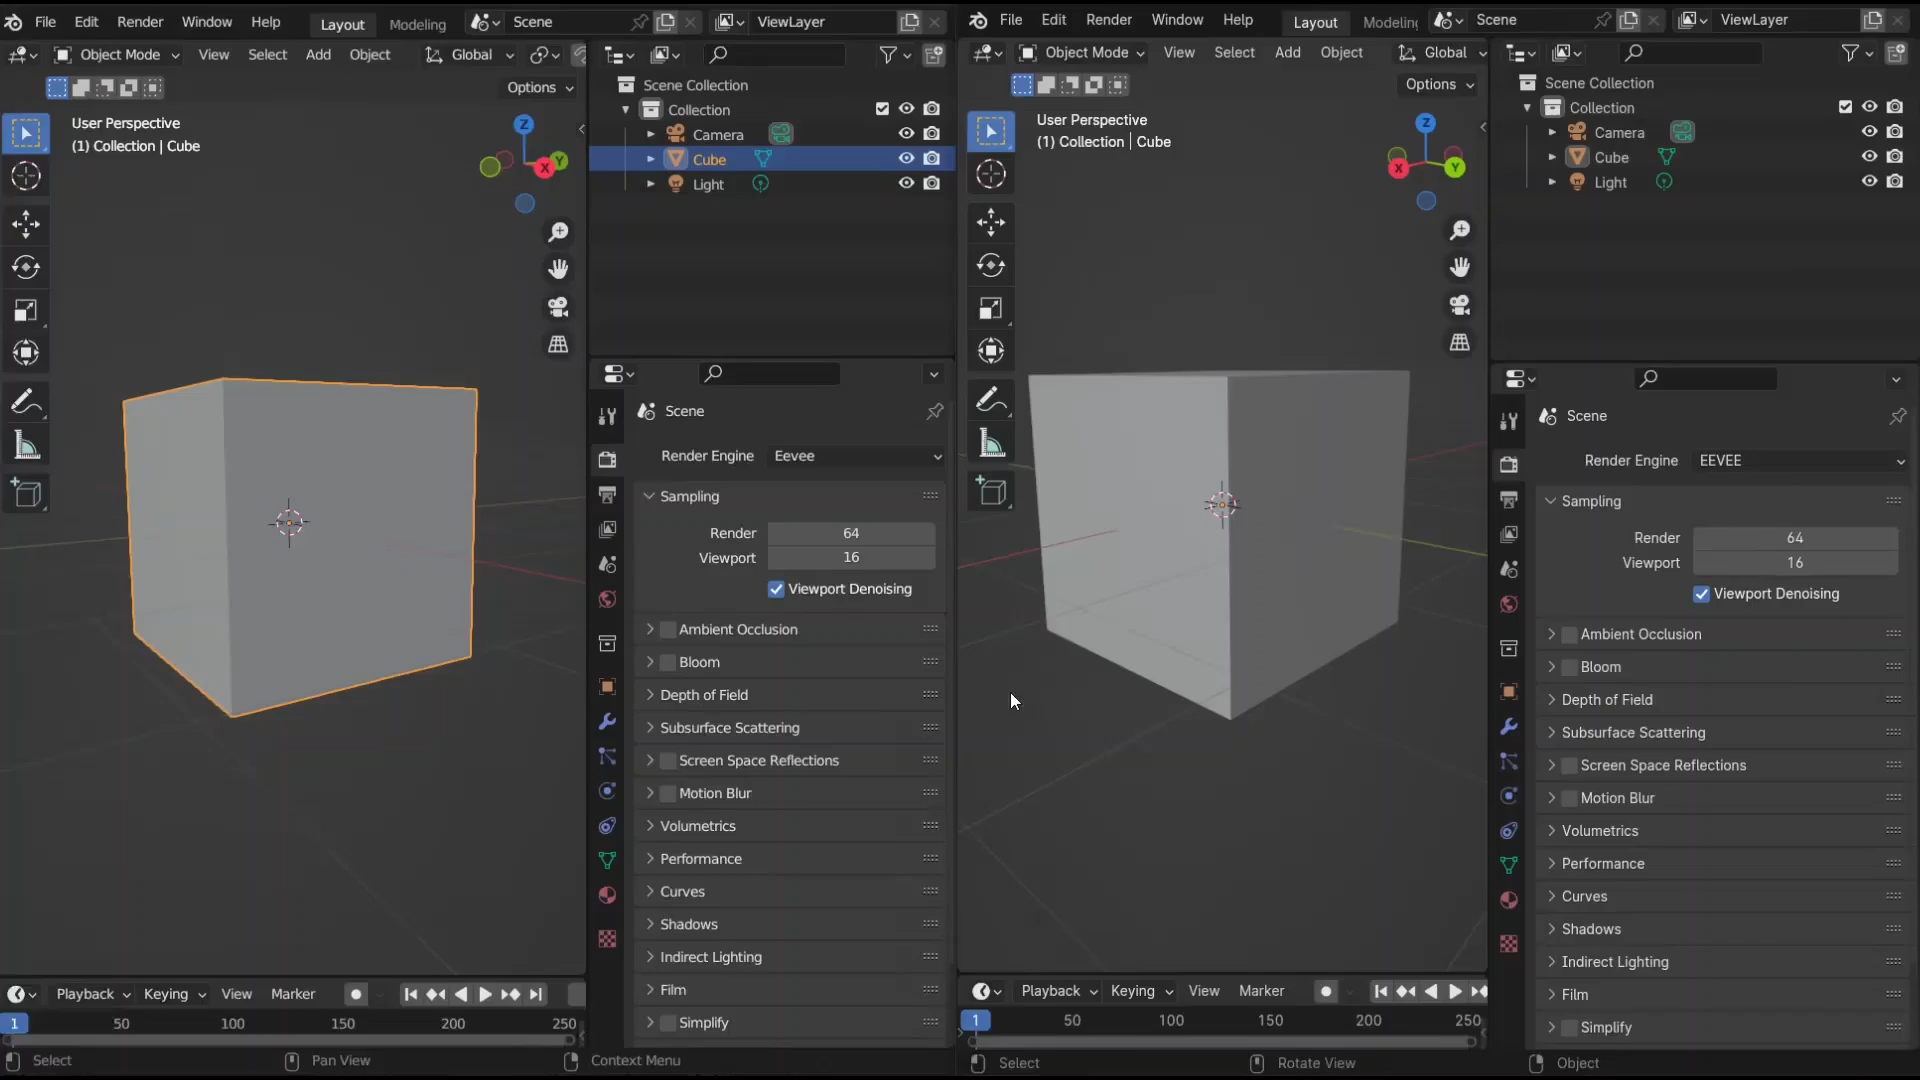 File Edit Render Window Help Layout Modeling Scene ViewLayer
Object Mode View Select Add Object Global
Options
User Perspective
(1) Collection | Cube
Z
X
Y
Scene Collection
Collection
Camera
Cube
Light
Scene
Render Engine Eevee
Sampling
Render 64
Viewport 16
Viewport Denoising
Ambient Occlusion
Bloom
Depth of Field
Subsurface Scattering
Screen Space Reflections
Motion Blur
Volumetrics
Performance
Curves
Shadows
Indirect Lighting
Film
Simplify
Playback Keying View Marker
1 50 100 150 200 250
Select Pan View Context Menu
File Edit Render Window Help Layout Modeling Scene ViewLayer
Object Mode View Select Add Object Global
Options
User Perspective
(1) Collection | Cube
Z
X
Y
Scene Collection
Collection
Camera
Cube
Light
Scene
Render Engine EEVEE
Sampling
Render 64
Viewport 16
Viewport Denoising
Ambient Occlusion
Bloom
Depth of Field
Subsurface Scattering
Screen Space Reflections
Motion Blur
Volumetrics
Performance
Curves
Shadows
Indirect Lighting
Film
Simplify
Playback Keying View Marker
1 50 100 150 200 250
Select Rotate View Object